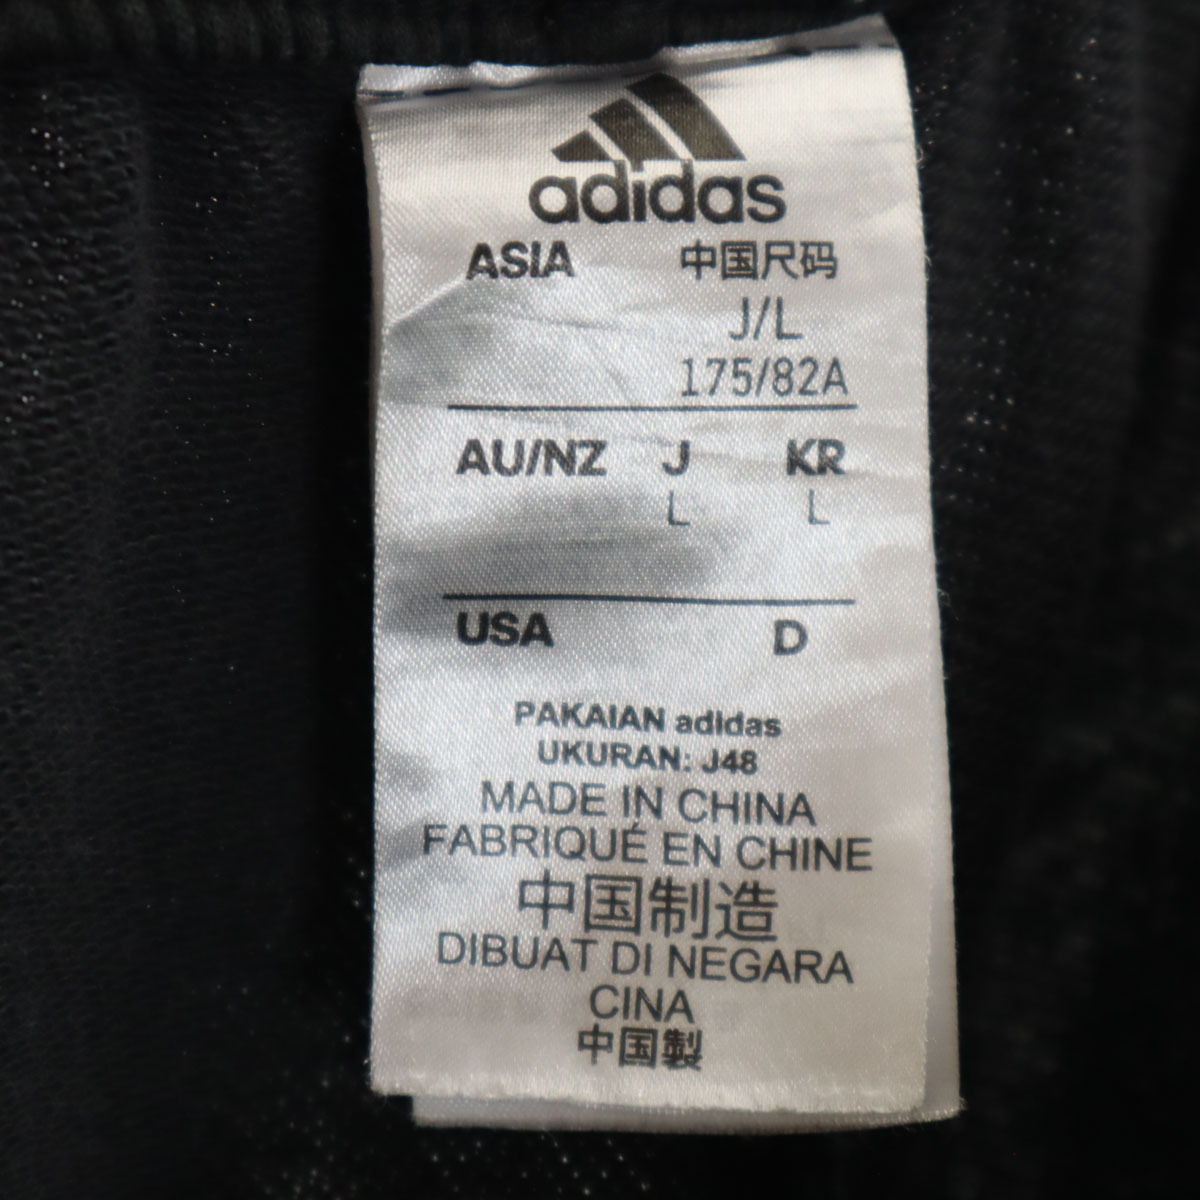 adidas
ASIA 中国尺码
J/L
175/82A
AU/NZ J KR
L L
USA D
PAKAIAN adidas
UKURAN: J48
MADE IN CHINA
FABRIQUÉ EN CHINE
中国制造
DIBUAT DI NEGARA
CINA
中国製